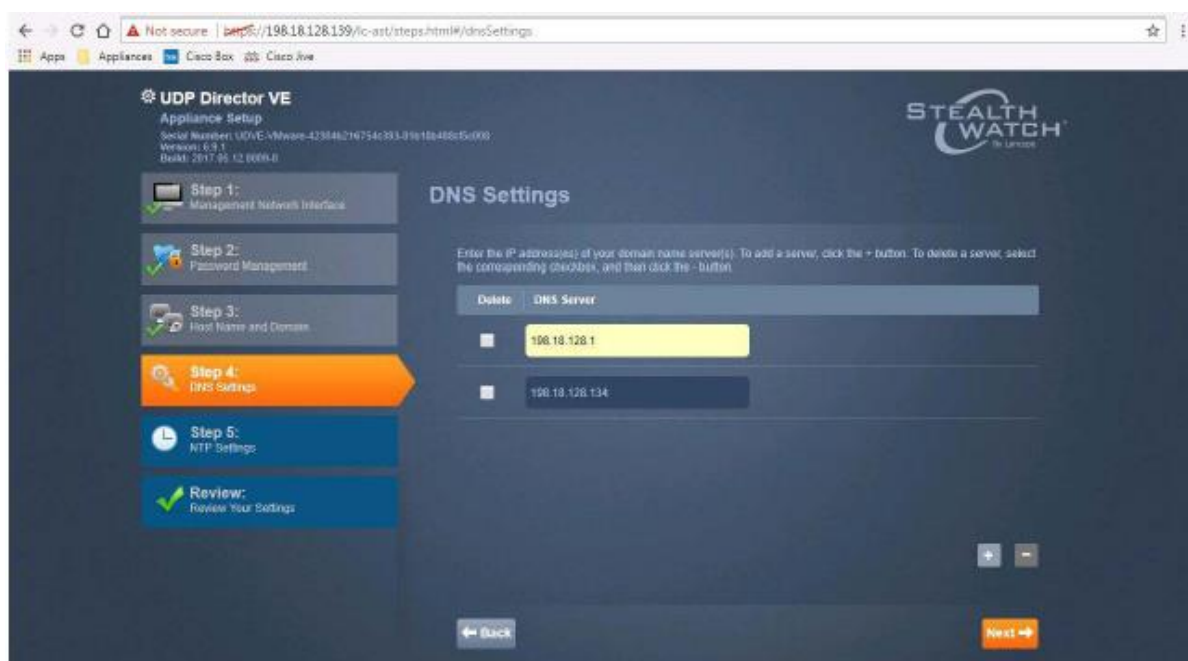 Not secure | https://198.18.128.139/lc-ast/steps.html#/dnsSettings
Apps Appliances Cisco Box Cisco Jive
UDP Director VE
Appliance Setup
Serial Number:
Version: 6.9.1
Build:
STEALTH
WATCH
By Lancope
Step 1:
Management Network Interface
Step 2:
Password Management
Step 3:
Host Name and Domain
Step 4:
DNS Settings
Step 5:
NTP Settings
Review:
Review Your Settings
DNS Settings
Enter the IP address(es) of your domain name server(s). To add a server, click the + button. To delete a server, select
the corresponding checkbox, and then click the - button.
Delete DNS Server
198.18.128.1
198.18.128.134
+ -
Back
Next